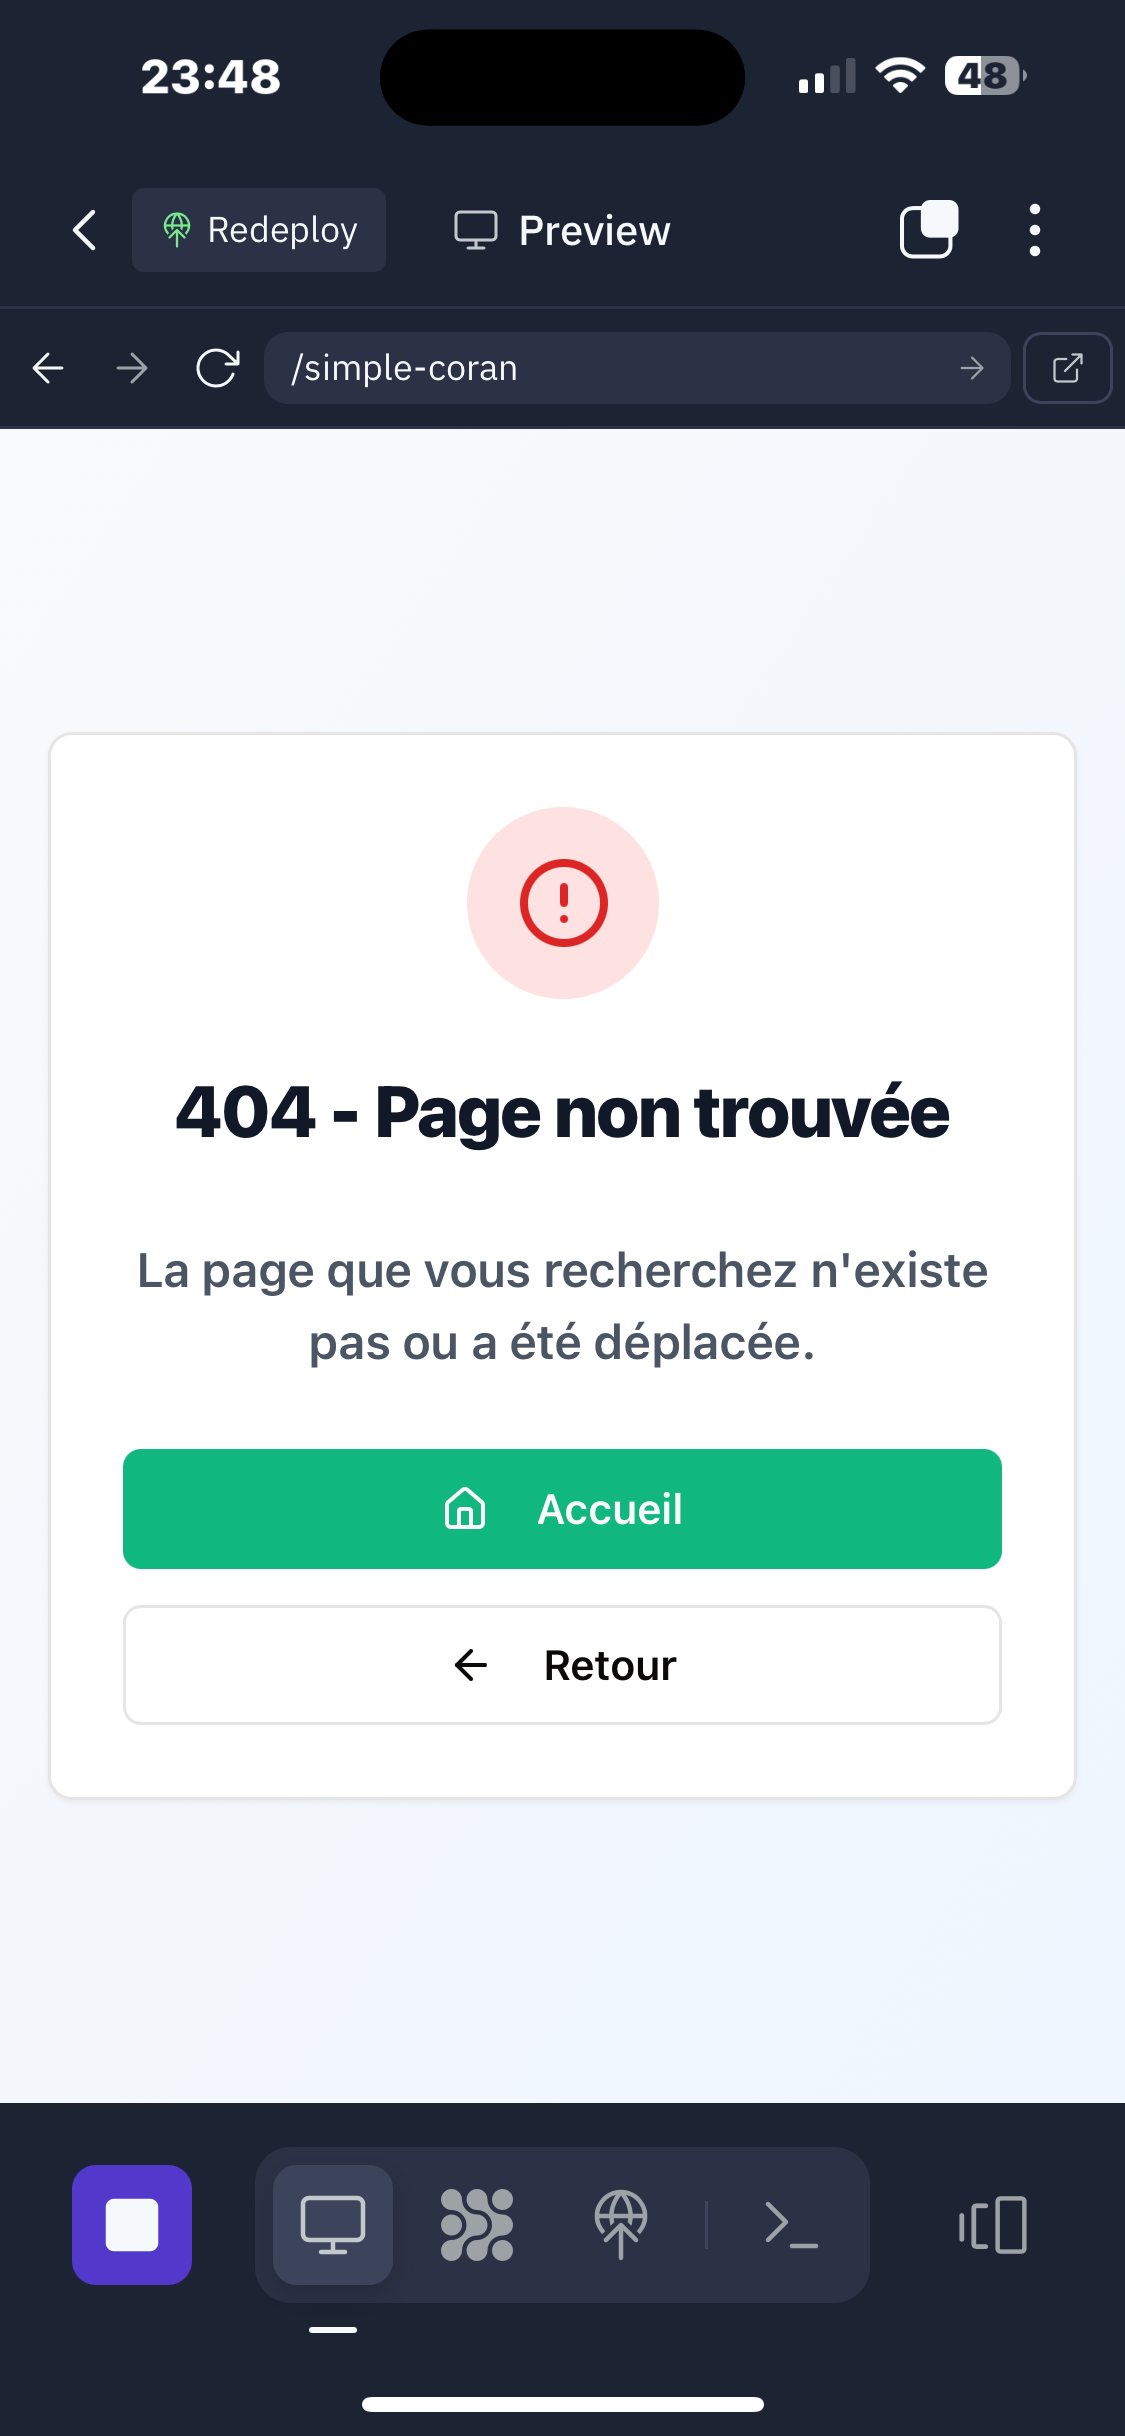 23:48
48
Redeploy
Preview
/simple-coran
404 - Page non trouvée
La page que vous recherchez n'existe
pas ou a été déplacée.
Accueil
Retour